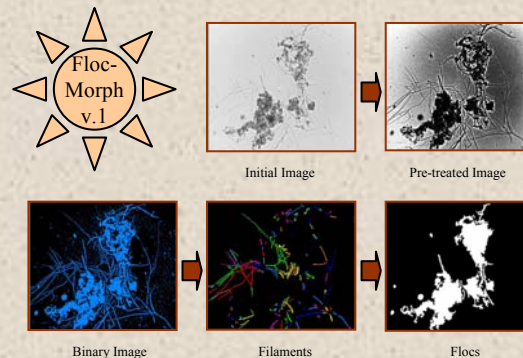 Floc-
Morph
v.1
Initial Image
Pre-treated Image
Binary Image
Filaments
Flocs